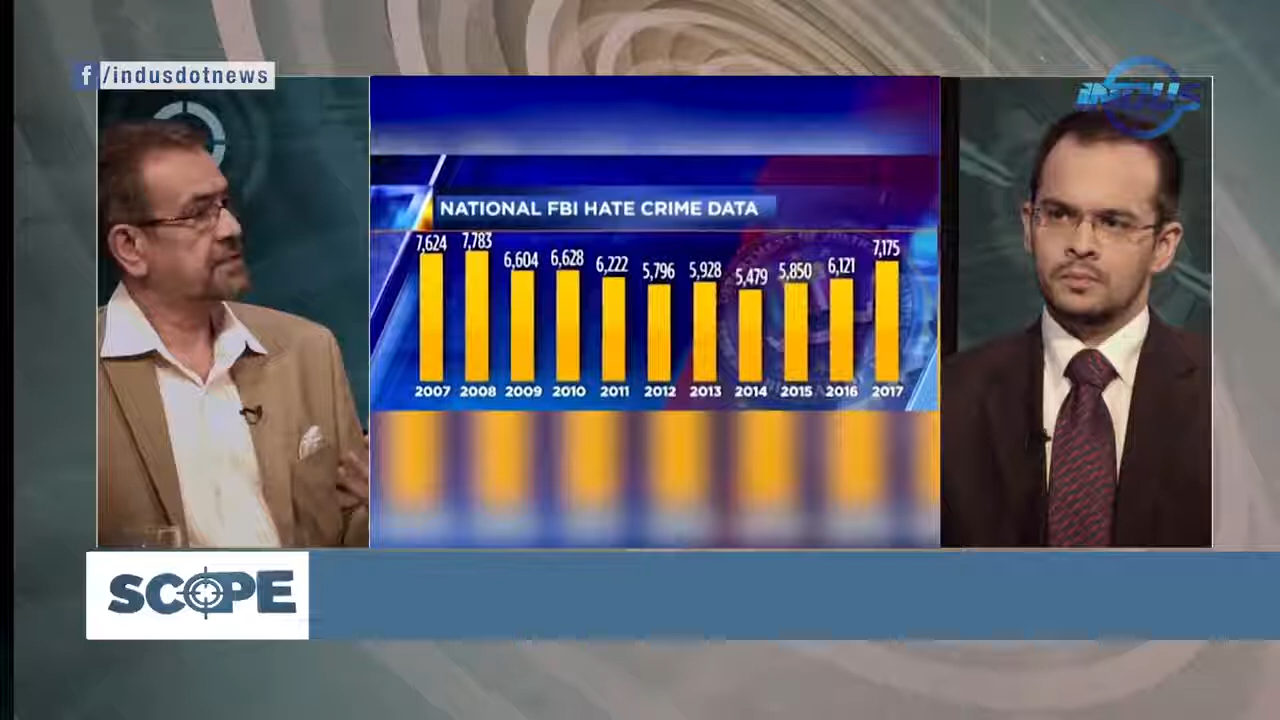 f/indusdotnews
INDUS
NATIONAL FBI HATE CRIME DATA
7,624 7,783 6,604 6,628 6,222 5,796 5,928 5,479 5,850 6,121 7,175
2007 2008 2009 2010 2011 2012 2013 2014 2015 2016 2017
SCOPE